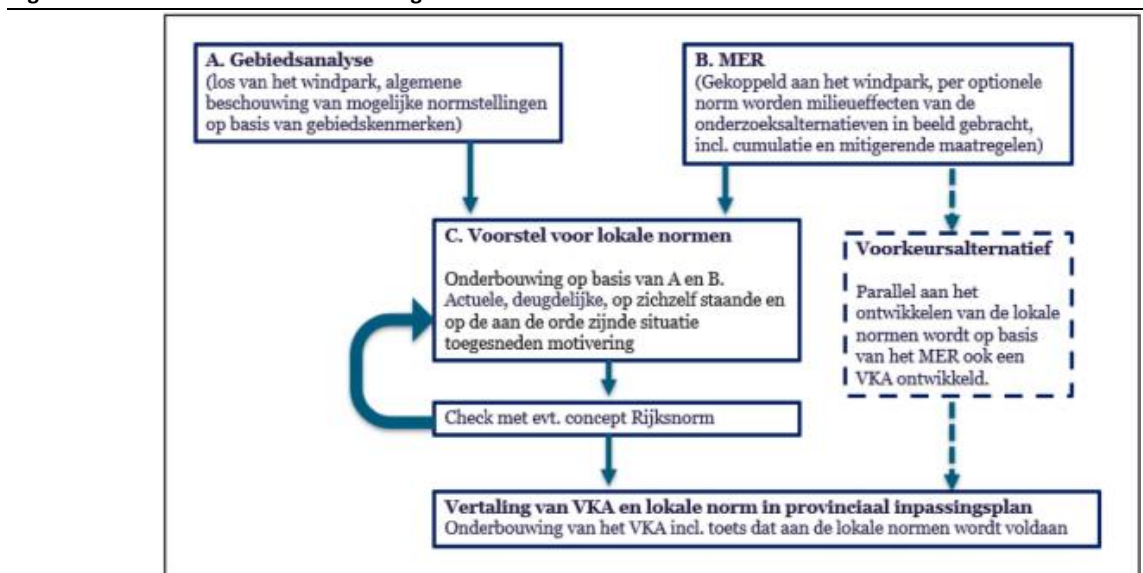 A. Gebiedsanalyse
(los van het windpark, algemene
beschouwing van mogelijke normstellingen
op basis van gebiedskenmerken)
B. MER
(Gekoppeld aan het windpark, per optionele
norm worden milieueffecten van de
onderzoeksalternatieven in beeld gebracht,
incl. cumulatie en mitigerende maatregelen)
C. Voorstel voor lokale normen
Onderbouwing op basis van A en B.
Actuele, deugdelijke, op zichzelf staande en
op de aan de orde zijnde situatie
toegesneden motivering
Voorkeursalternatief
Parallel aan het
ontwikkelen van de lokale
normen wordt op basis
van het MER ook een
VKA ontwikkeld.
Check met evt. concept Rijksnorm
Vertaling van VKA en lokale norm in provinciaal inpassingsplan
Onderbouwing van het VKA incl. toets dat aan de lokale normen wordt voldaan